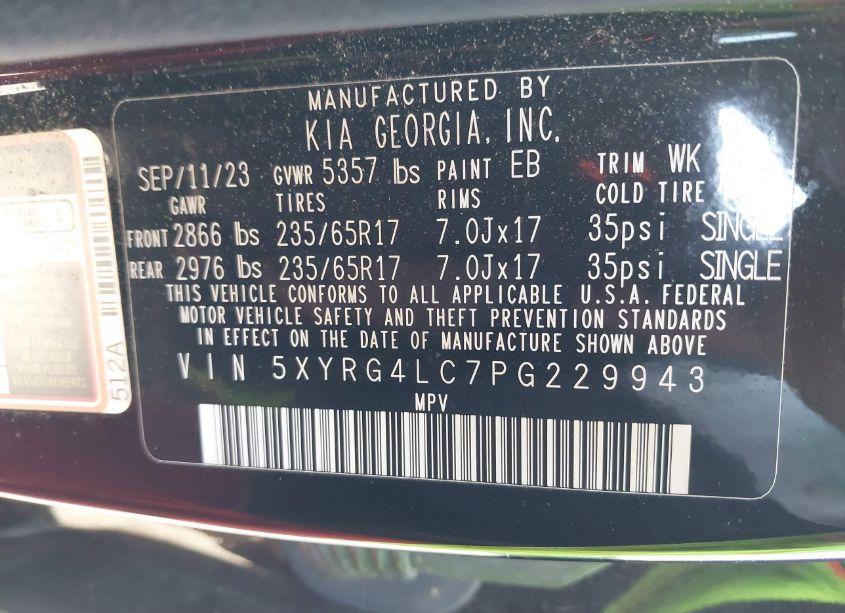 MANUFACTURED BY
KIA GEORGIA, INC.
SEP/11/23 GVWR 5357 lbs PAINT EB TRIM WK
GAWR TIRES RIMS COLD TIRE
FRONT 2866 lbs 235/65R17 7.0Jx17 35psi SINGLE
REAR 2976 lbs 235/65R17 7.0Jx17 35psi SINGLE
THIS VEHICLE CONFORMS TO ALL APPLICABLE U.S.A. FEDERAL
MOTOR VEHICLE SAFETY AND THEFT PREVENTION STANDARDS
IN EFFECT ON THE DATE OF MANUFACTURE SHOWN ABOVE
VIN 5XYRG4LC7PG229943
MPV
512A